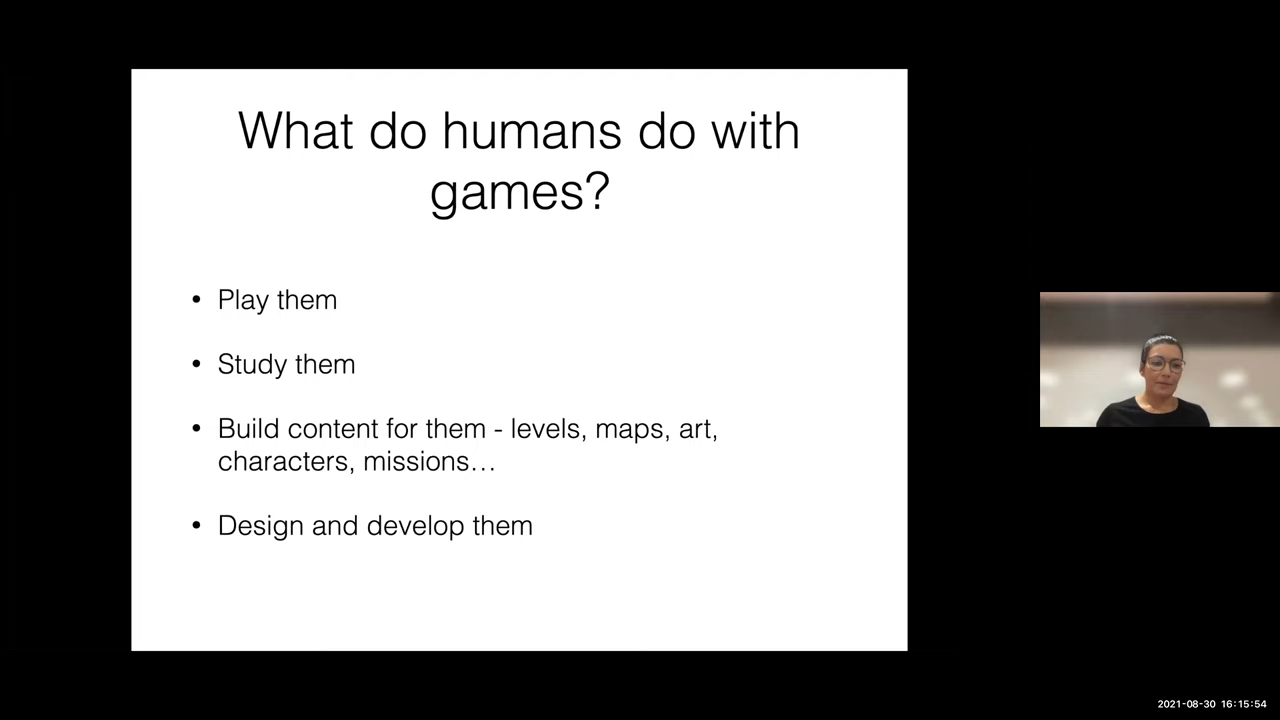 What do humans do with
games?
• Play them
• Study them
• Build content for them - levels, maps, art,
characters, missions…
• Design and develop them
2021-08-30 16:15:54